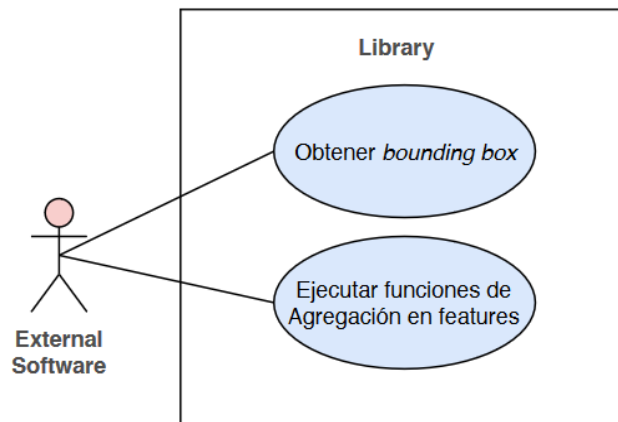 Library
Obtener bounding box
Ejecutar funciones de
Agregación en features
External
Software